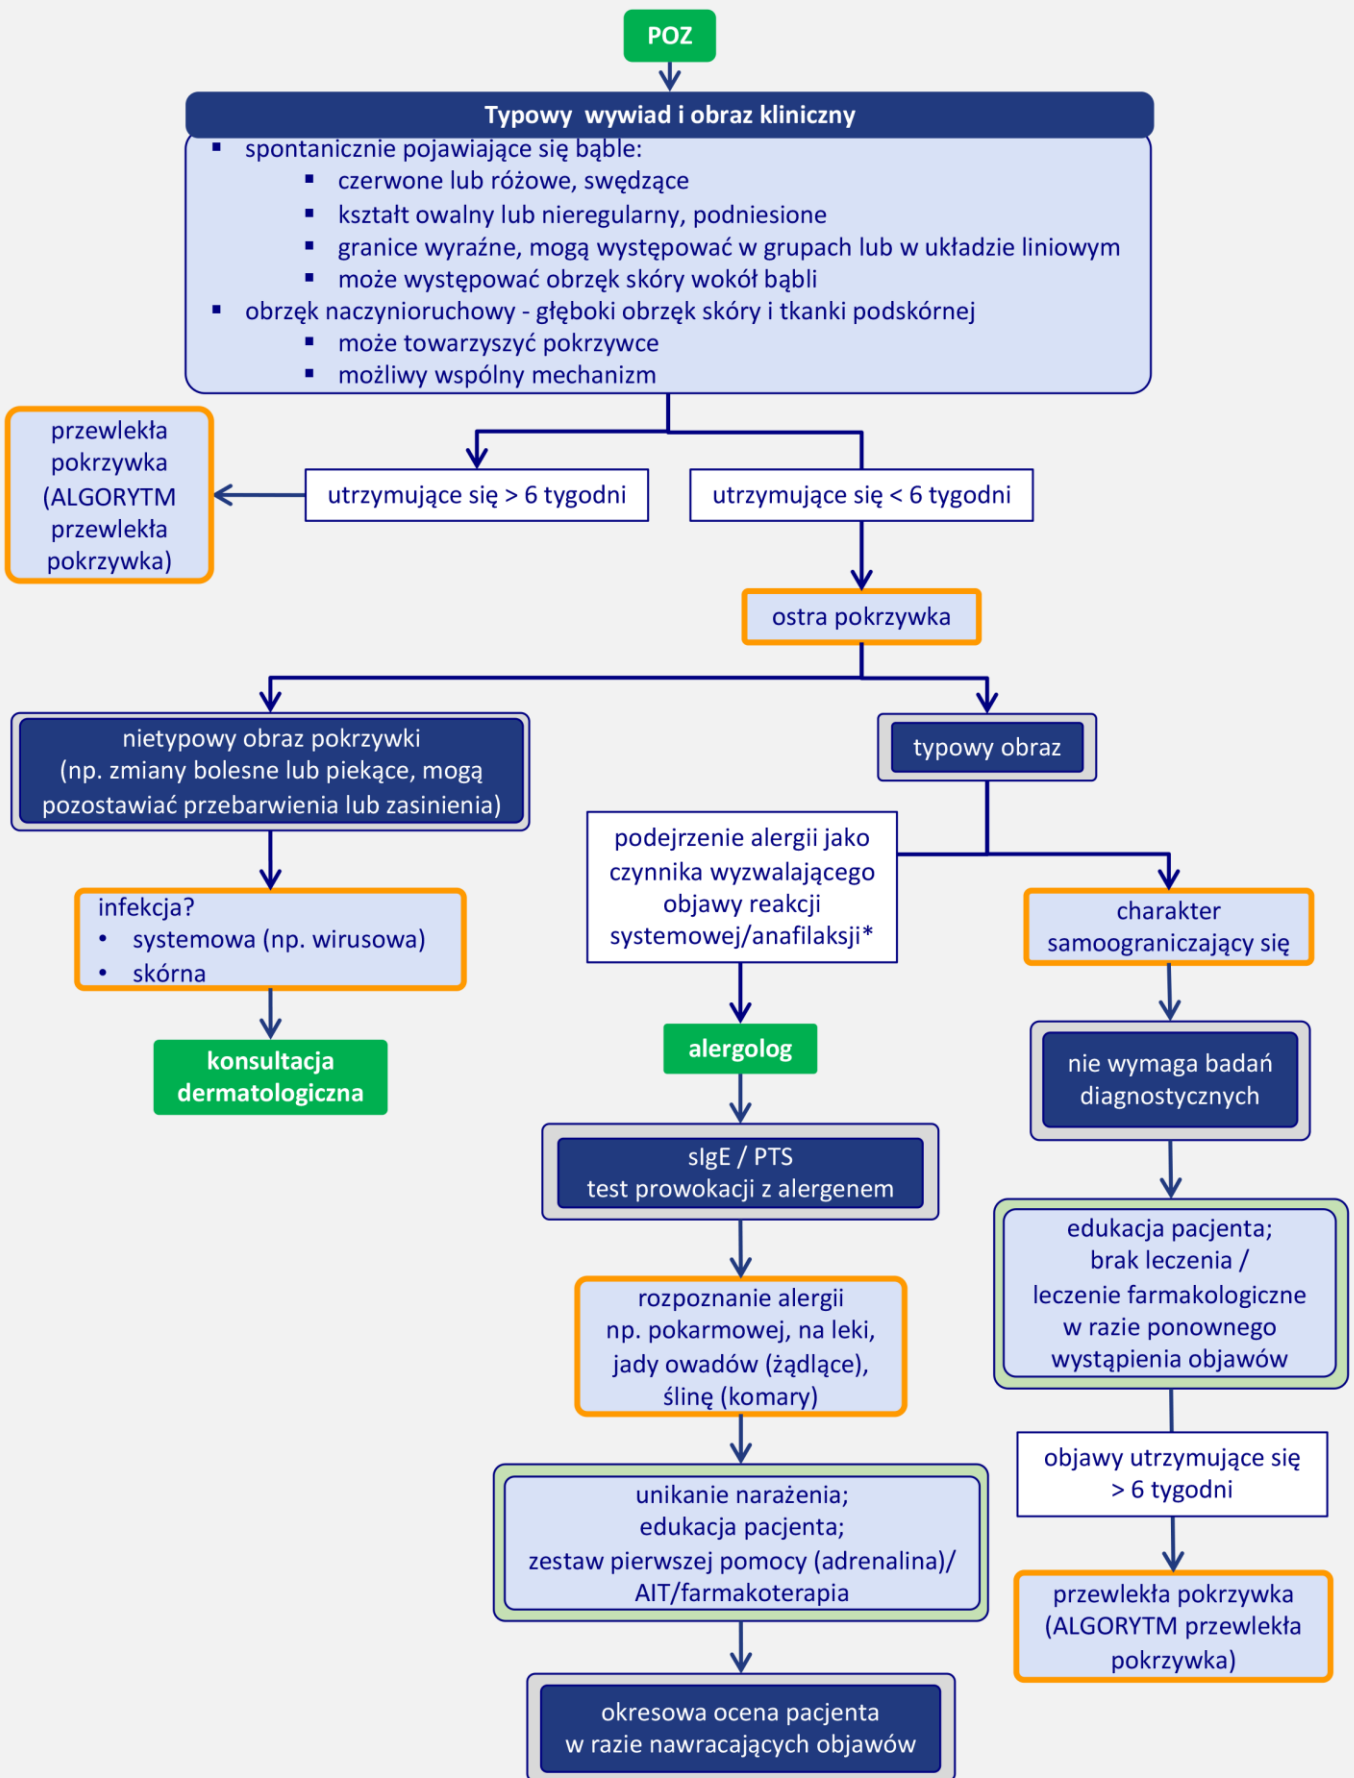 POZ
Typowy wywiad i obraz kliniczny
▪ spontanicznie pojawiające się bąble:
▪ czerwone lub różowe, swędzące
▪ kształt owalny lub nieregularny, podniesione
▪ granice wyraźne, mogą występować w grupach lub w układzie liniowym
▪ może występować obrzęk skóry wokół bąbli
▪ obrzęk naczynioruchowy - głęboki obrzęk skóry i tkanki podskórnej
▪ może towarzyszyć pokrzywce
▪ możliwy wspólny mechanizm
przewlekła
pokrzywka
(ALGORYTM
przewlekła
pokrzywka)
utrzymujące się > 6 tygodni
utrzymujące się < 6 tygodni
ostra pokrzywka
nietypowy obraz pokrzywki
(np. zmiany bolesne lub piekące, mogą
pozostawiać przebarwienia lub zasinienia)
typowy obraz
infekcja?
• systemowa (np. wirusowa)
• skórna
konsultacja
dermatologiczna
podejrzenie alergii jako
czynnika wyzwalającego
objawy reakcji
systemowej/anafilaksji*
alergolog
sIgE / PTS
test prowokacji z alergenem
rozpoznanie alergii
np. pokarmowej, na leki,
jady owadów (żądlące),
ślinę (komary)
unikanie narażenia;
edukacja pacjenta;
zestaw pierwszej pomocy (adrenalina)/
AIT/farmakoterapia
okresowa ocena pacjenta
w razie nawracających objawów
charakter
samoograniczający się
nie wymaga badań
diagnostycznych
edukacja pacjenta;
brak leczenia /
leczenie farmakologiczne
w razie ponownego
wystąpienia objawów
objawy utrzymujące się
> 6 tygodni
przewlekła pokrzywka
(ALGORYTM przewlekła
pokrzywka)